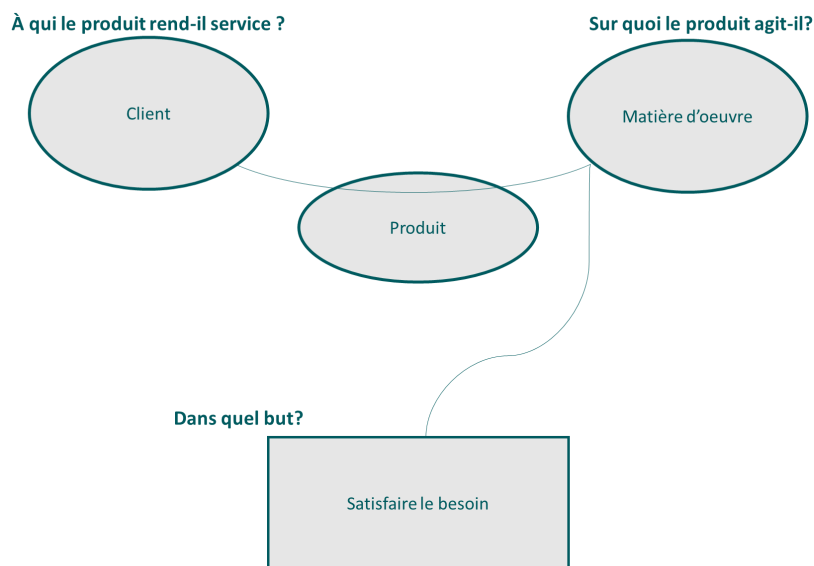 À qui le produit rend-il service ?
Sur quoi le produit agit-il?
Client
Matière d'oeuvre
Produit
Dans quel but?
Satisfaire le besoin